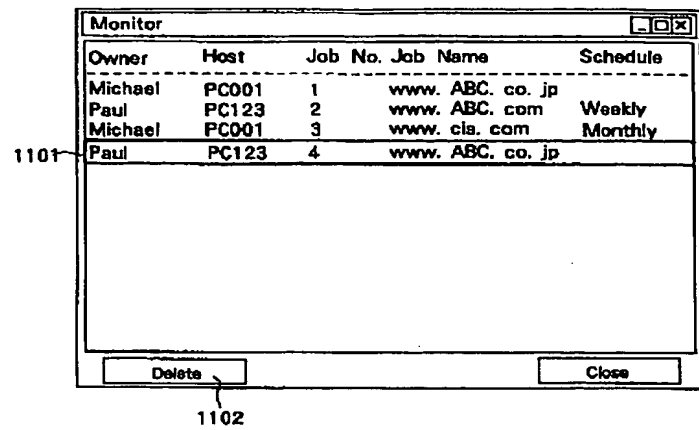 Monitor
Owner Host Job No. Job Name Schedule
Michael PC001 1 www. ABC. co. jp
Paul PC123 2 www. ABC. com Weekly
Michael PC001 3 www. cia. com Monthly
1101 Paul PC123 4 www. ABC. co. jp
Delete Close
1102